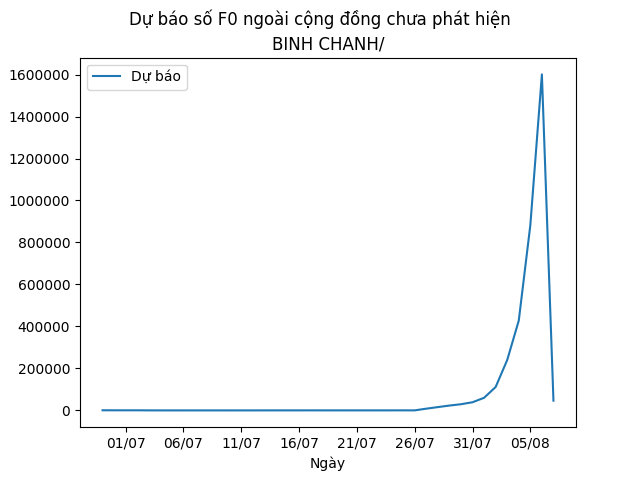 Dự báo số F0 ngoài cộng đồng chưa phát hiện
BINH CHANH/
Dự báo
1600000
1400000
1200000
1000000
800000
600000
400000
200000
0
01/07 06/07 11/07 16/07 21/07 26/07 31/07 05/08
Ngày